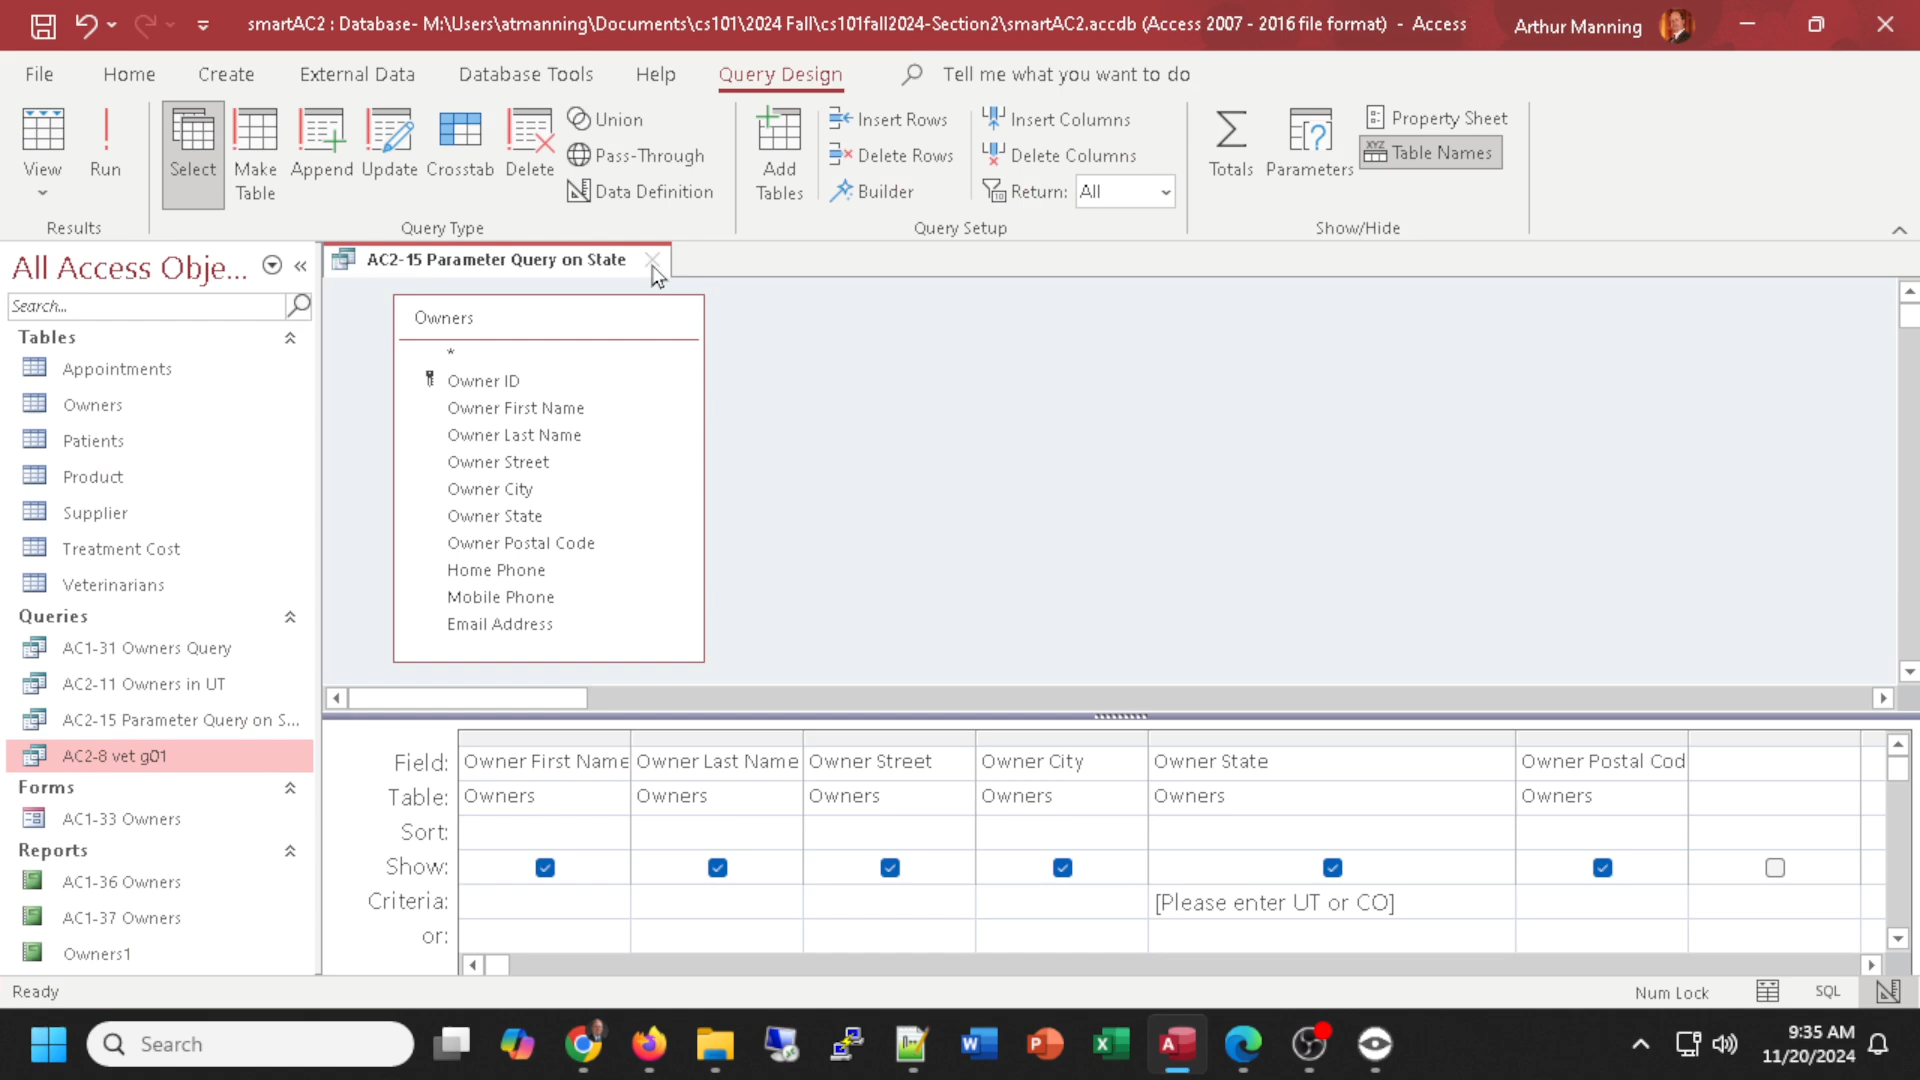 smartAC2 : Database- M:\Users\atmanning\Documents\cs101\2024 Fall\cs101fall2024-Section2\smartAC2.accdb (Access 2007 - 2016 file format) - Access
Arthur Manning
File Home Create External Data Database Tools Help Query Design Tell me what you want to do
View
Run
Select
Make
Table
Append
Update
Crosstab
Delete
Union
Pass-Through
Data Definition
Add
Tables
Insert Rows
Delete Rows
Builder
Insert Columns
Delete Columns
Return: All
Totals
Parameters
Property Sheet
XYZ Table Names
Results
Query Type
Query Setup
Show/Hide
All Access Obje...
Search...
Tables
Appointments
Owners
Patients
Product
Supplier
Treatment Cost
Veterinarians
Queries
AC1-31 Owners Query
AC2-11 Owners in UT
AC2-15 Parameter Query on S...
AC2-8 vet g01
Forms
AC1-33 Owners
Reports
AC1-36 Owners
AC1-37 Owners
Owners1
AC2-15 Parameter Query on State
Owners
*
Owner ID
Owner First Name
Owner Last Name
Owner Street
Owner City
Owner State
Owner Postal Code
Home Phone
Mobile Phone
Email Address
Field: Owner First Name Owner Last Name Owner Street Owner City Owner State Owner Postal Cod
Table: Owners Owners Owners Owners Owners Owners
Sort:
Show:
Criteria: [Please enter UT or CO]
or:
Ready
Num Lock
SQL
Search
9:35 AM
11/20/2024